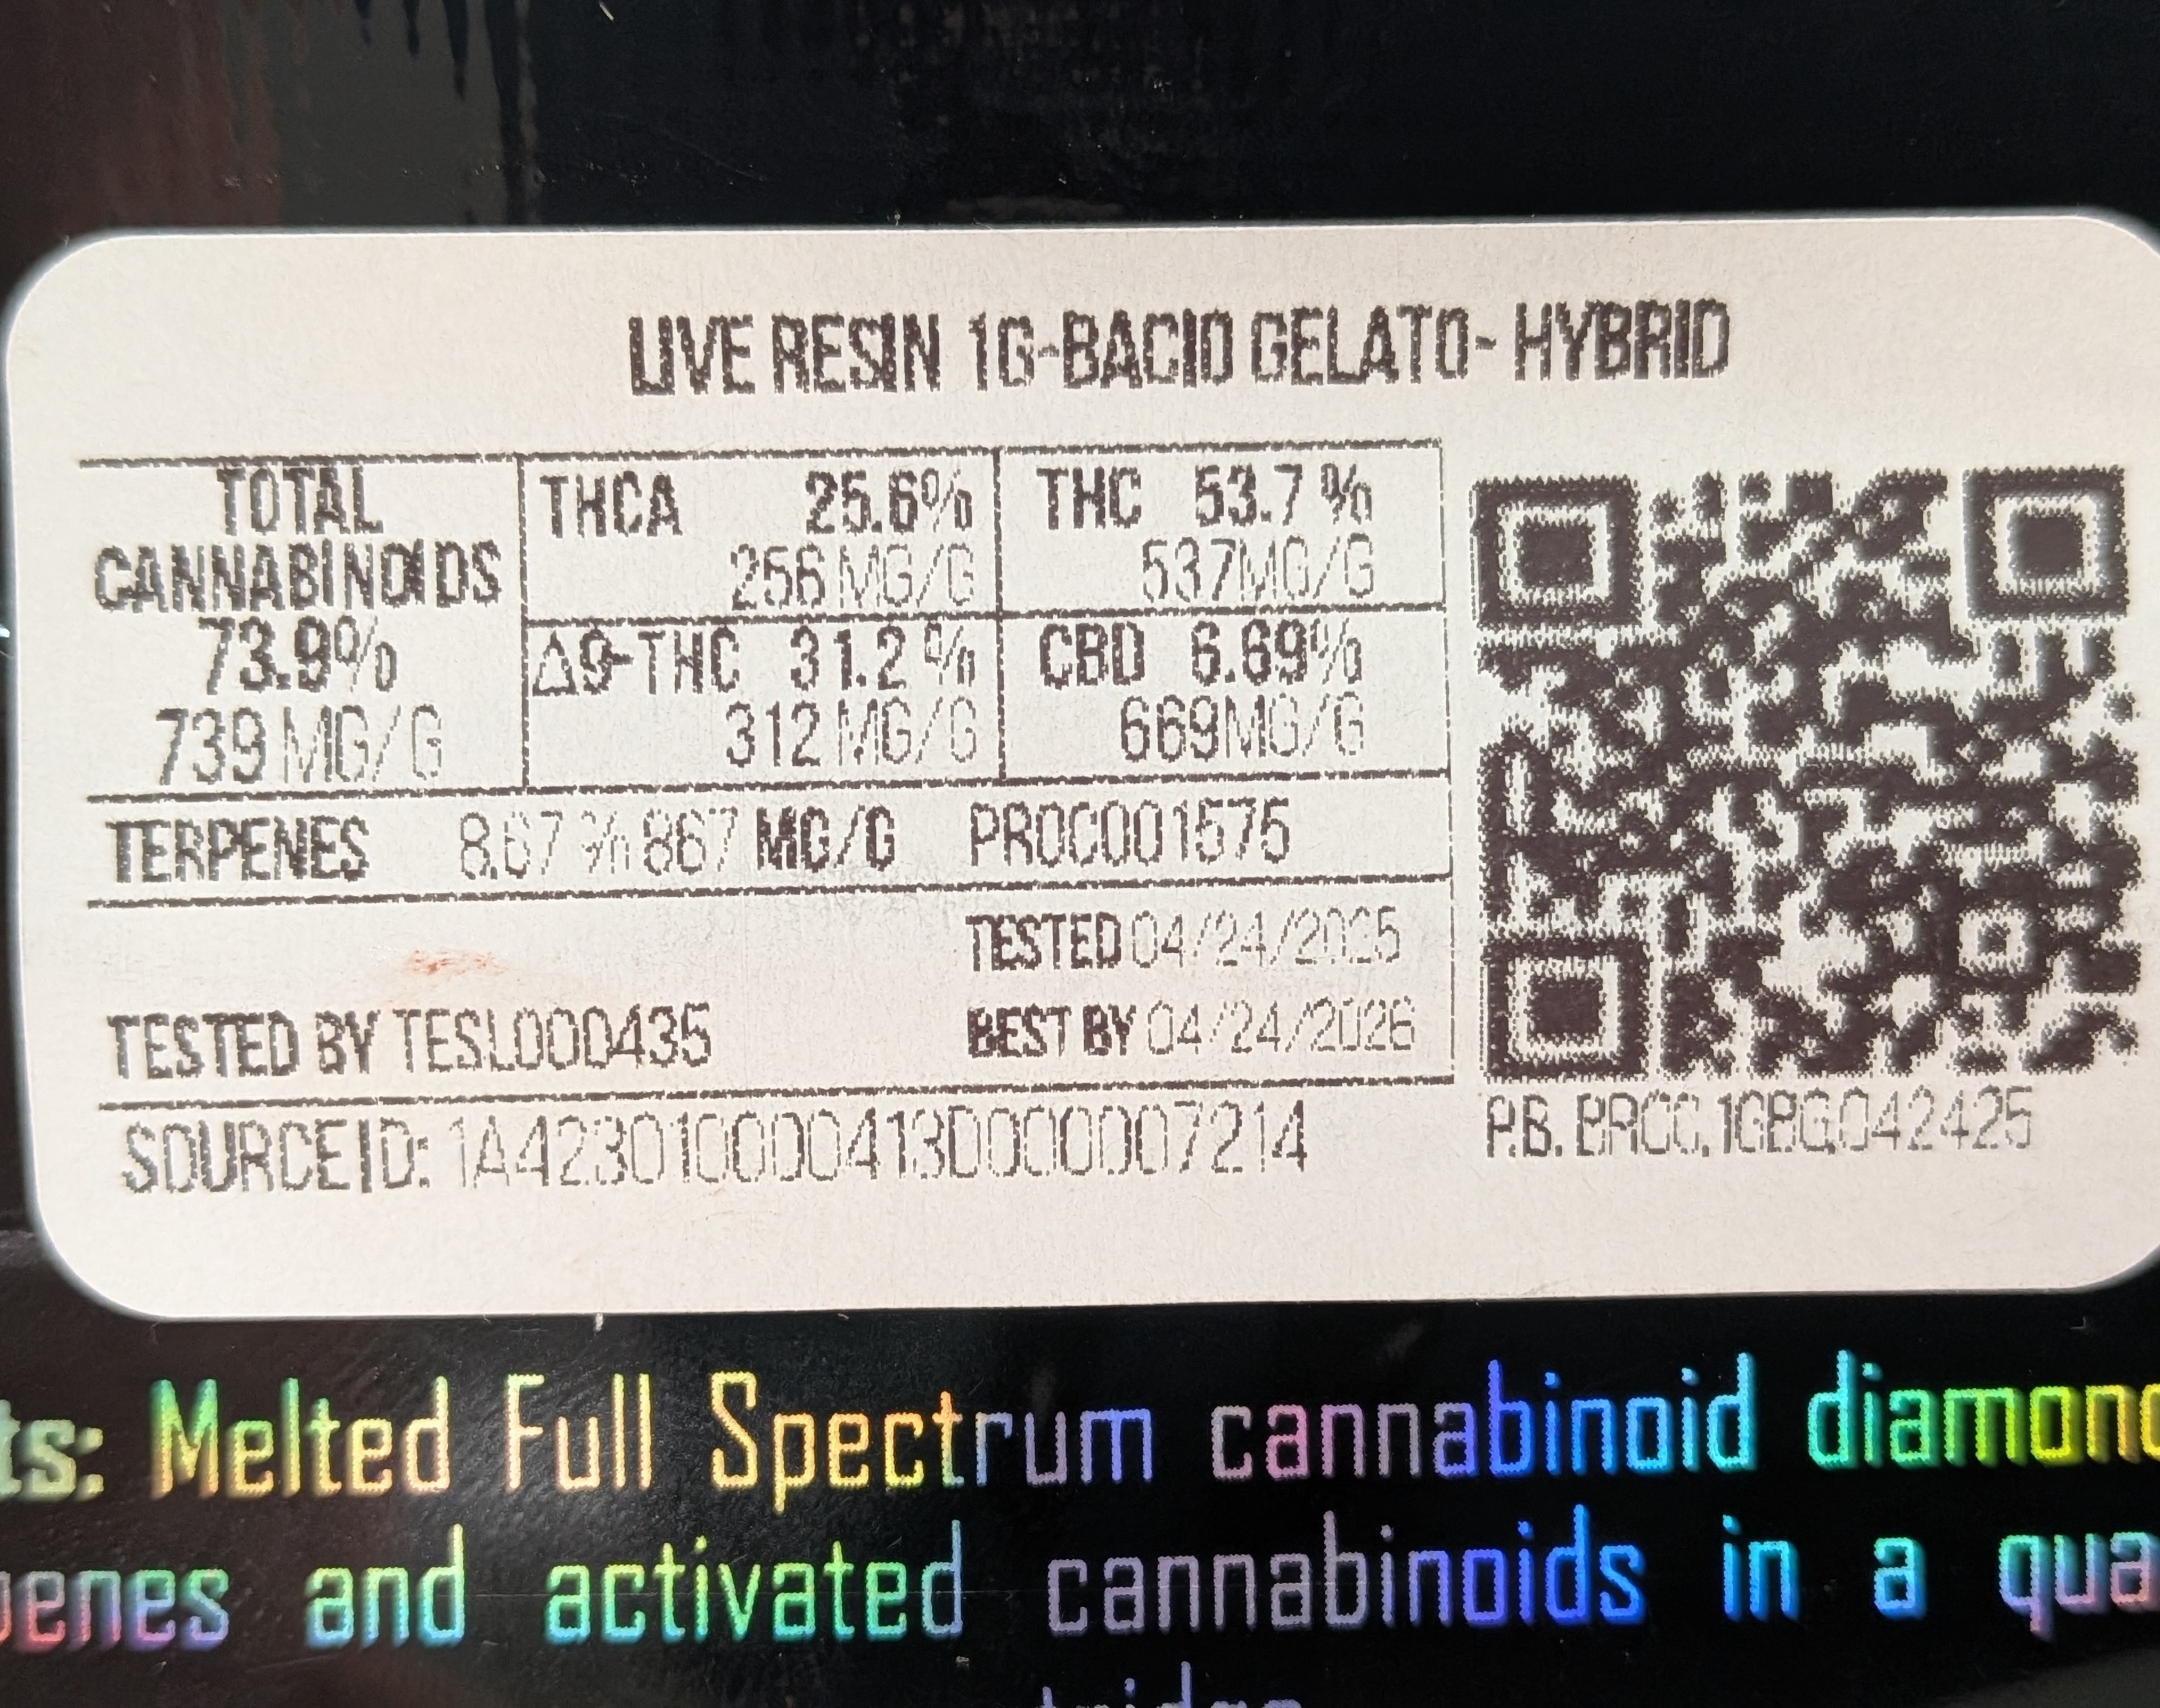 LIVE RESIN 1G-BACIO GELATO- HYBRID
TOTAL
CANNABINOIDS
73.9%
739 MG/G
THCA 25.6%
256 MG/G
THC 53.7%
537MG/G
Δ9-THC 31.2%
312 MG/G
CBD 6.69%
669MG/G
TERPENES 8.67% 867 MG/G PROC001575
TESTED 04/24/2025
TESTED BY TESL000435 BEST BY 04/24/2026
SOURCE ID: 1A423010000413D000007214
P.B. BRCC.1GBG.042425
ts: Melted Full Spectrum cannabinoid diamond
penes and activated cannabinoids in a qua
tridge